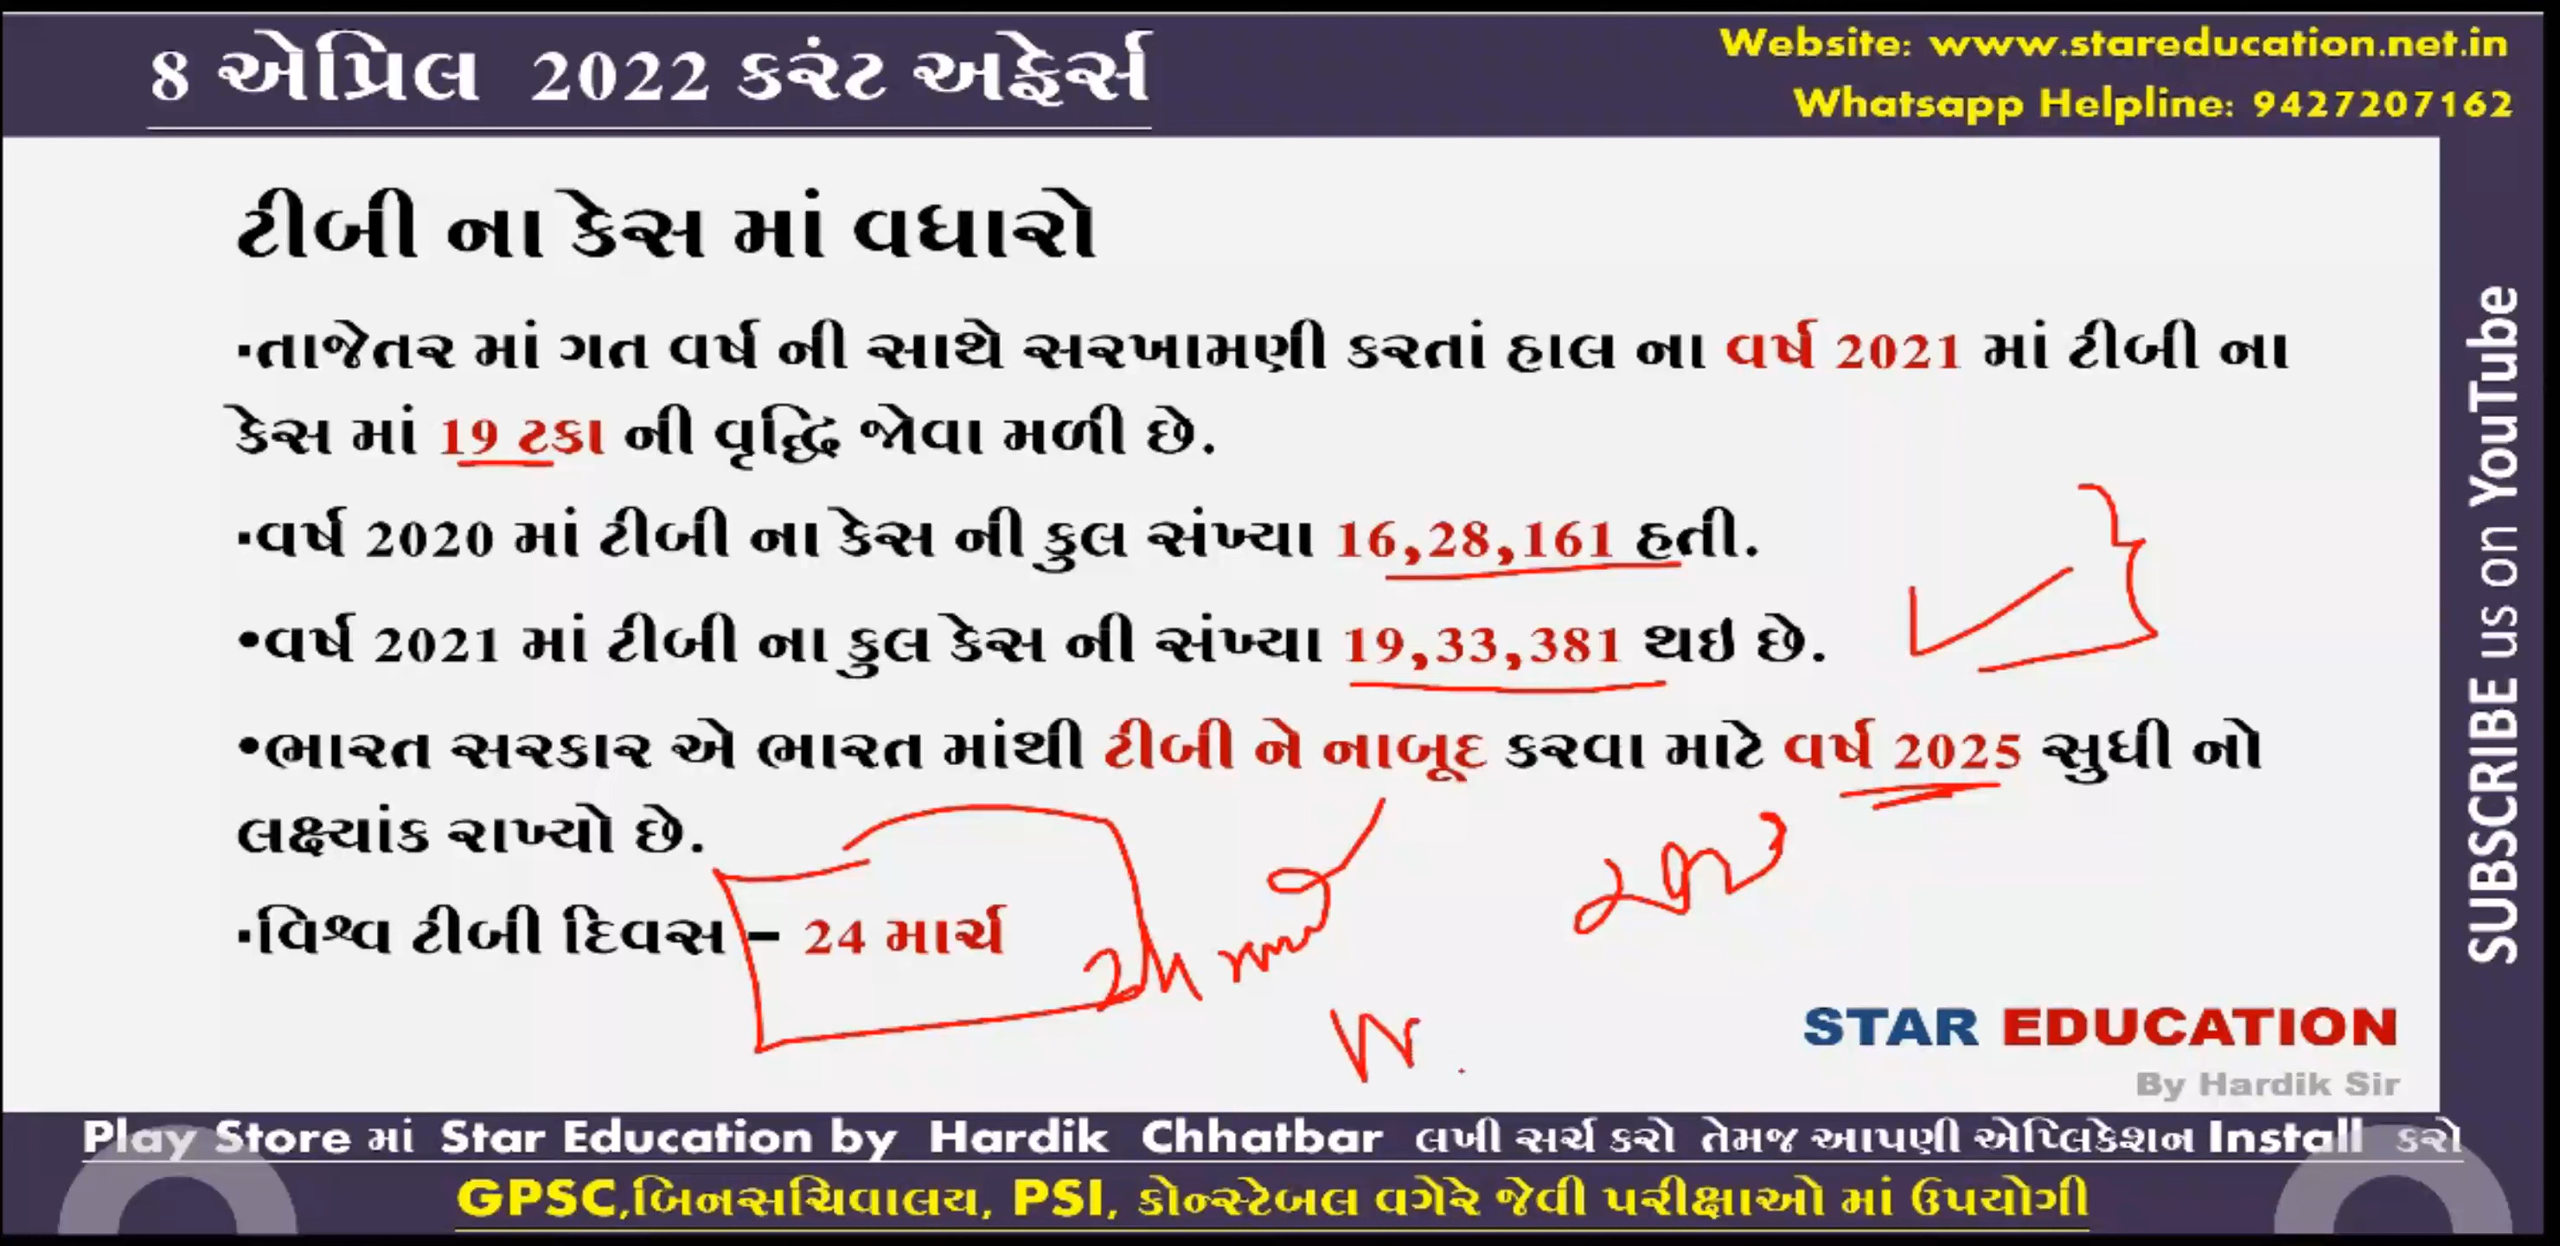 8 એપ્રિલ 2022 કરંટ અફેર્સ
Website: www.stareducation.net.in
Whatsapp Helpline: 9427207162
ટીબી ના કેસ માં વધારો
▪તાજેતર માં ગત વર્ષ ની સાથે સરખામણી કરતાં હાલ ના વર્ષ 2021 માં ટીબી ના
કેસ માં 19 ટકા ની વૃદ્ધિ જોવા મળી છે.
▪વર્ષ 2020 માં ટીબી ના કેસ ની કુલ સંખ્યા 16,28,161 હતી.
•વર્ષ 2021 માં ટીબી ના કુલ કેસ ની સંખ્યા 19,33,381 થઇ છે.
•ભારત સરકાર એ ભારત માંથી ટીબી ને નાબૂદ કરવા માટે વર્ષ 2025 સુધી નો
લક્ષ્યાંક રાખ્યો છે.
▪વિશ્વ ટીબી દિવસ – 24 માર્ચ
24
STAR EDUCATION
By Hardik Sir
SUBSCRIBE us on YouTube
Play Store માં Star Education by Hardik Chhatbar લખી સર્ચ કરો તેમજ આપણી એપ્લિકેશન Install કરો
GPSC,બિનસચિવાલય, PSI, કોન્સ્ટેબલ વગેરે જેવી પરીક્ષાઓ માં ઉપયોગી